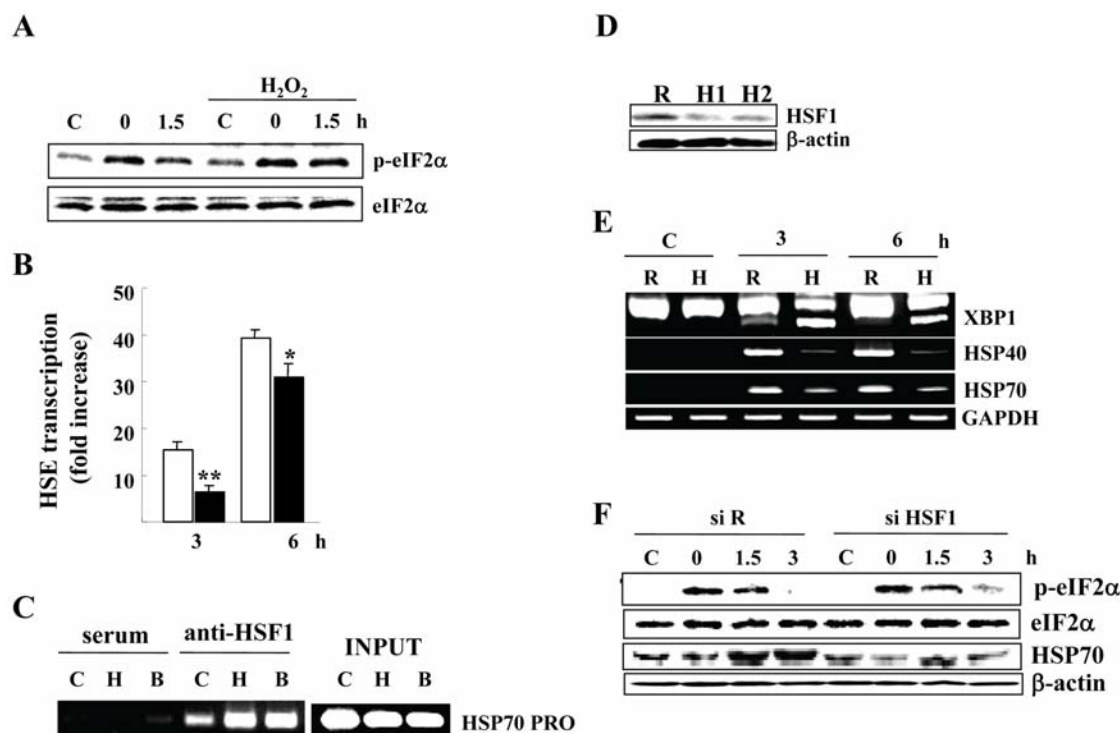 A
H₂O₂
C 0 1.5 C 0 1.5 h
p-eIF2α
eIF2α
B
HSE transcription
(fold increase)
50
40
30
20
10
**
*
3 6 h
C
serum anti-HSF1 INPUT
C H B C H B C H B
HSP70 PRO
D
R H1 H2
HSF1
β-actin
E
C 3 6 h
R H R H R H
XBP1
HSP40
HSP70
GAPDH
F
si R si HSF1
C 0 1.5 3 C 0 1.5 3 h
p-eIF2α
eIF2α
HSP70
β-actin